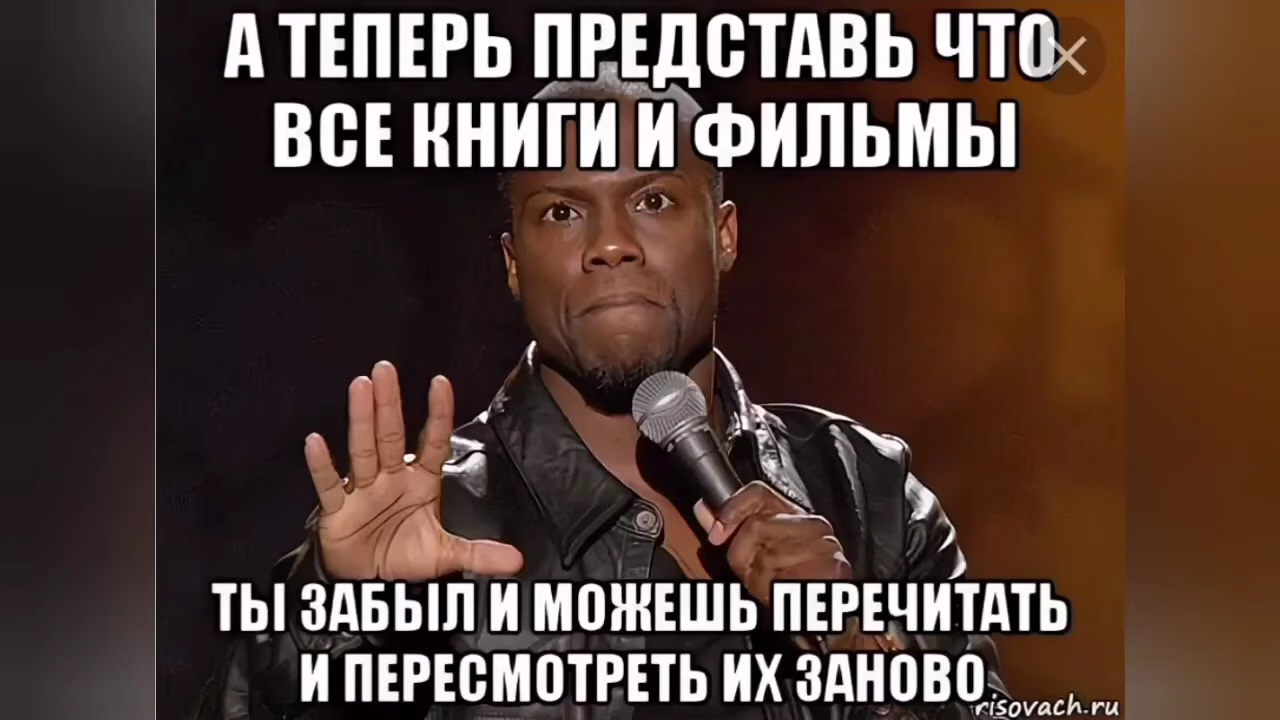 А ТЕПЕРЬ ПРЕДСТАВЬ ЧТО
ВСЕ КНИГИ И ФИЛЬМЫ
ТЫ ЗАБЫЛ И МОЖЕШЬ ПЕРЕЧИТАТЬ
И ПЕРЕСМОТРЕТЬ ИХ ЗАНОВО
risovach.ru